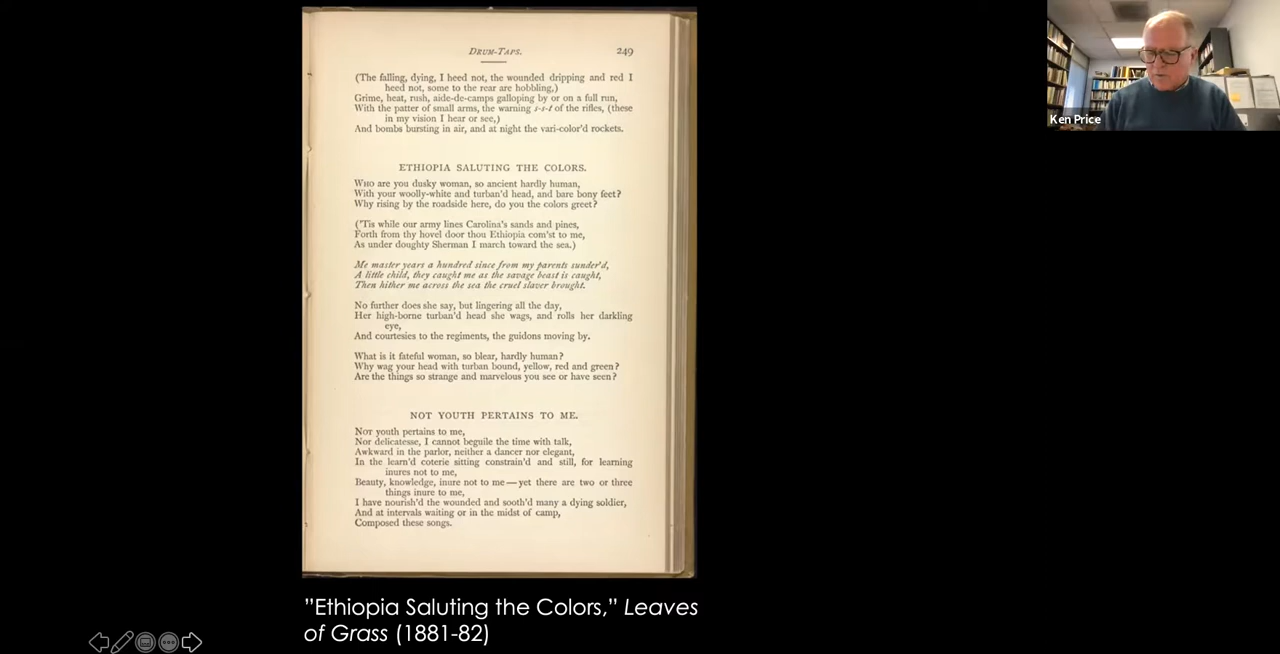 DRUM-TAPS. 249
(The falling, dying, I heed not, the wounded dripping and red I
heed not, some to the rear are hobbling,)
Grime, heat, rush, aide-de-camps galloping by or on a full run,
With the patter of small arms, the warning s-s-t of the rifles, (these
in my vision I hear or see,)
And bombs bursting in air, and at night the vari-color'd rockets.
ETHIOPIA SALUTING THE COLORS.
WHO are you dusky woman, so ancient hardly human,
With your woolly-white and turban'd head, and bare bony feet?
Why rising by the roadside here, do you the colors greet?
('Tis while our army lines Carolina's sands and pines,
Forth from thy hovel door thou Ethiopia com'st to me,
As under doughty Sherman I march toward the sea.)
Me master years a hundred since from my parents sunder'd,
A little child, they caught me as the savage beast is caught,
Then hither me across the sea the cruel slaver brought.
No further does she say, but lingering all the day,
Her high-borne turban'd head she wags, and rolls her darkling
eye,
And courtesies to the regiments, the guidons moving by.
What is it fateful woman, so blear, hardly human?
Why wag your head with turban bound, yellow, red and green?
Are the things so strange and marvelous you see or have seen?
NOT YOUTH PERTAINS TO ME.
NOT youth pertains to me,
Nor delicatesse, I cannot beguile the time with talk,
Awkward in the parlor, neither a dancer nor elegant,
In the learn'd coterie sitting constrain'd and still, for learning
inures not to me,
Beauty, knowledge, inure not to me—yet there are two or three
things inure to me,
I have nourish'd the wounded and sooth'd many a dying soldier,
And at intervals waiting or in the midst of camp,
Composed these songs.
"Ethiopia Saluting the Colors," Leaves
of Grass (1881-82)
Ken Price